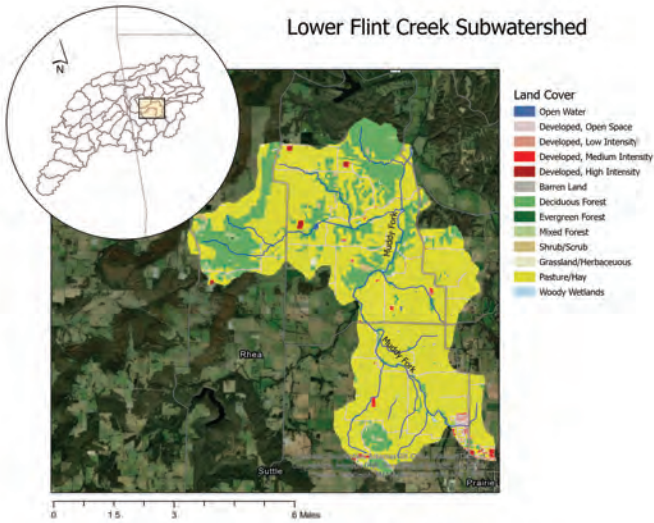 Lower Flint Creek Subwatershed
N
Land Cover
Open Water
Developed, Open Space
Developed, Low Intensity
Developed, Medium Intensity
Developed, High Intensity
Barren Land
Deciduous Forest
Evergreen Forest
Mixed Forest
Shrub/Scrub
Grassland/Herbaceuous
Pasture/Hay
Woody Wetlands
Muddy Fork
Rhea
Muddy Fork
Suttle
Prairie
0 1.5 3 6 Miles